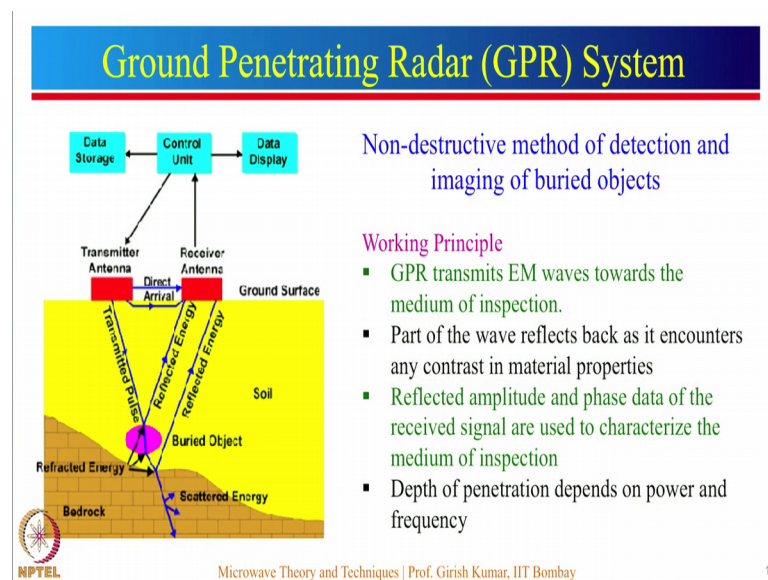 Ground Penetrating Radar (GPR) System
Data
Storage
Control
Unit
Data
Display
Transmitter
Antenna
Receiver
Antenna
Direct
Arrival
Ground Surface
Transmitted Pulse
Reflected Energy
Reflected Energy
Soil
Buried Object
Refracted Energy
Scattered Energy
Bedrock
Non-destructive method of detection and
imaging of buried objects
Working Principle
▪ GPR transmits EM waves towards the
medium of inspection.
▪ Part of the wave reflects back as it encounters
any contrast in material properties
▪ Reflected amplitude and phase data of the
received signal are used to characterize the
medium of inspection
▪ Depth of penetration depends on power and
frequency
NPTEL
Microwave Theory and Techniques | Prof. Girish Kumar, IIT Bombay
1